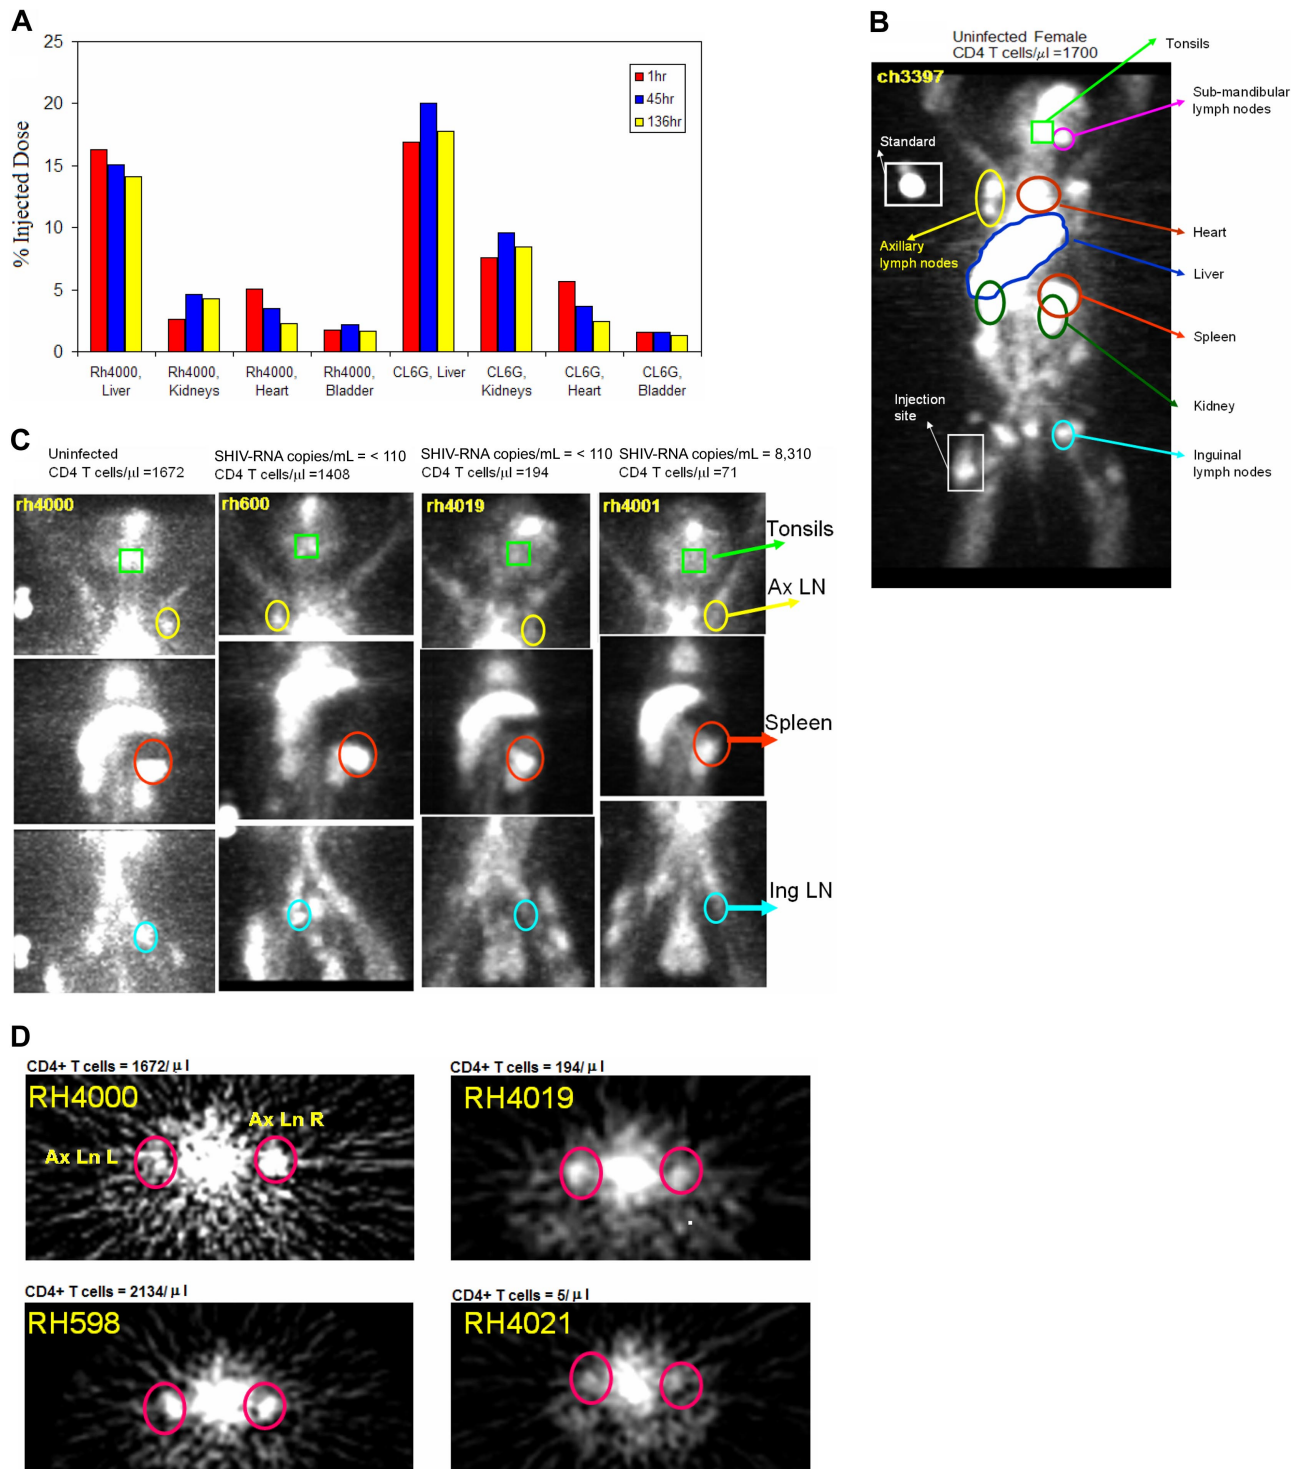 A
25
20
15
10
5
0
% Injected Dose
1hr
45hr
136hr
Rh4000,
Liver
Rh4000,
Kidneys
Rh4000,
Heart
Rh4000,
Bladder
CL6G, Liver
CL6G,
Kidneys
CL6G,
Heart
CL6G,
Bladder
B
Uninfected Female
CD4 T cells/μl =1700
ch3397
Standard
Tonsils
Sub-mandibular
lymph nodes
Axillary
lymph nodes
Heart
Liver
Spleen
Kidney
Injection
site
Inguinal
lymph nodes
C
Uninfected
CD4 T cells/μl =1672
SHIV-RNA copies/mL = < 110
CD4 T cells/μl =1408
SHIV-RNA copies/mL = < 110
CD4 T cells/μl =194
SHIV-RNA copies/mL = 8,310
CD4 T cells/μl =71
rh4000
rh600
rh4019
rh4001
Tonsils
Ax LN
Spleen
Ing LN
D
CD4+ T cells = 1672/ μl
RH4000
Ax Ln L
Ax Ln R
CD4+ T cells = 194/ μl
RH4019
CD4+ T cells = 2134/ μl
RH598
CD4+ T cells = 5/ μl
RH4021